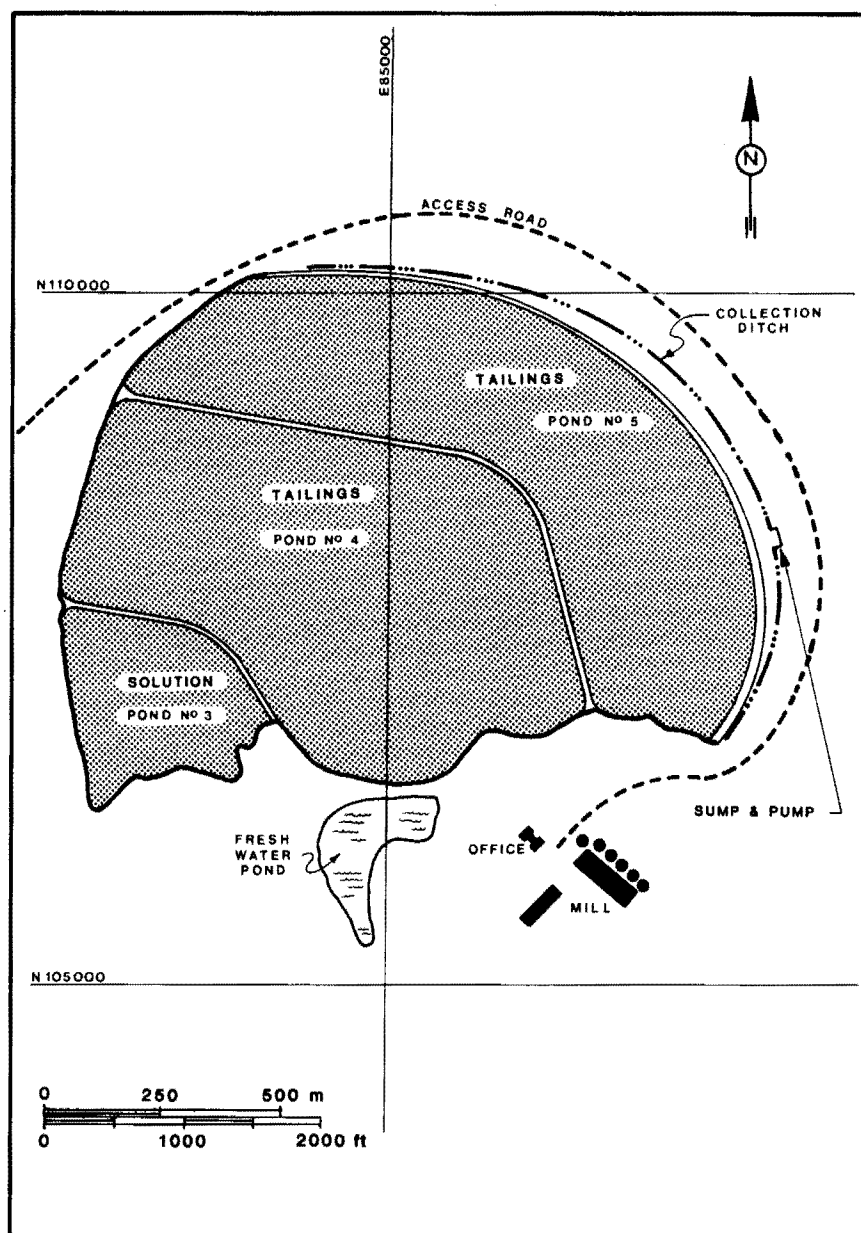 E85000
N
ACCESS ROAD
N110000
COLLECTION
DITCH
TAILINGS
POND Nº 5
TAILINGS
POND Nº 4
SOLUTION
POND Nº 3
SUMP & PUMP
FRESH
WATER
POND
OFFICE
MILL
N105000
0 250 500 m
0 1000 2000 ft